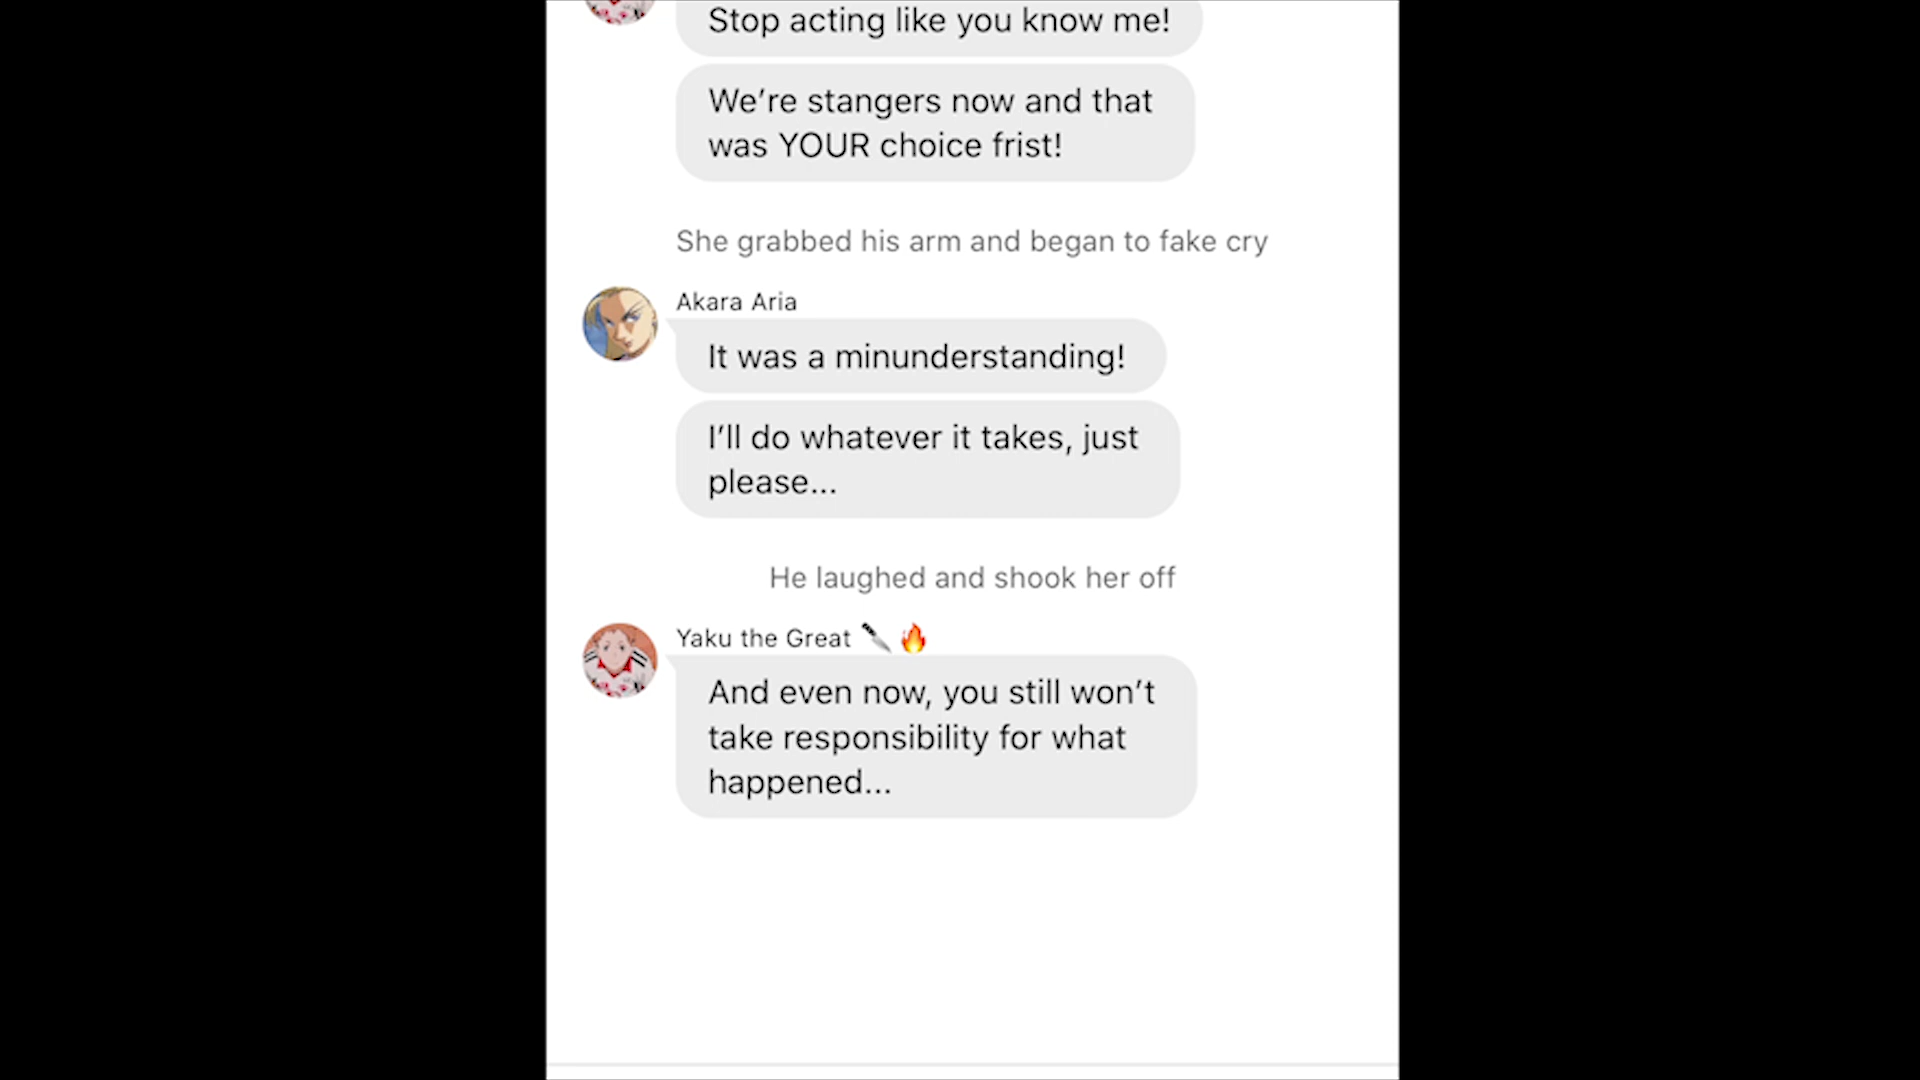 Stop acting like you know me!
We're stangers now and that
was YOUR choice frist!
She grabbed his arm and began to fake cry
Akara Aria
It was a minunderstanding!
I'll do whatever it takes, just
please...
He laughed and shook her off
Yaku the Great 🔪 🔥
And even now, you still won't
take responsibility for what
happened...